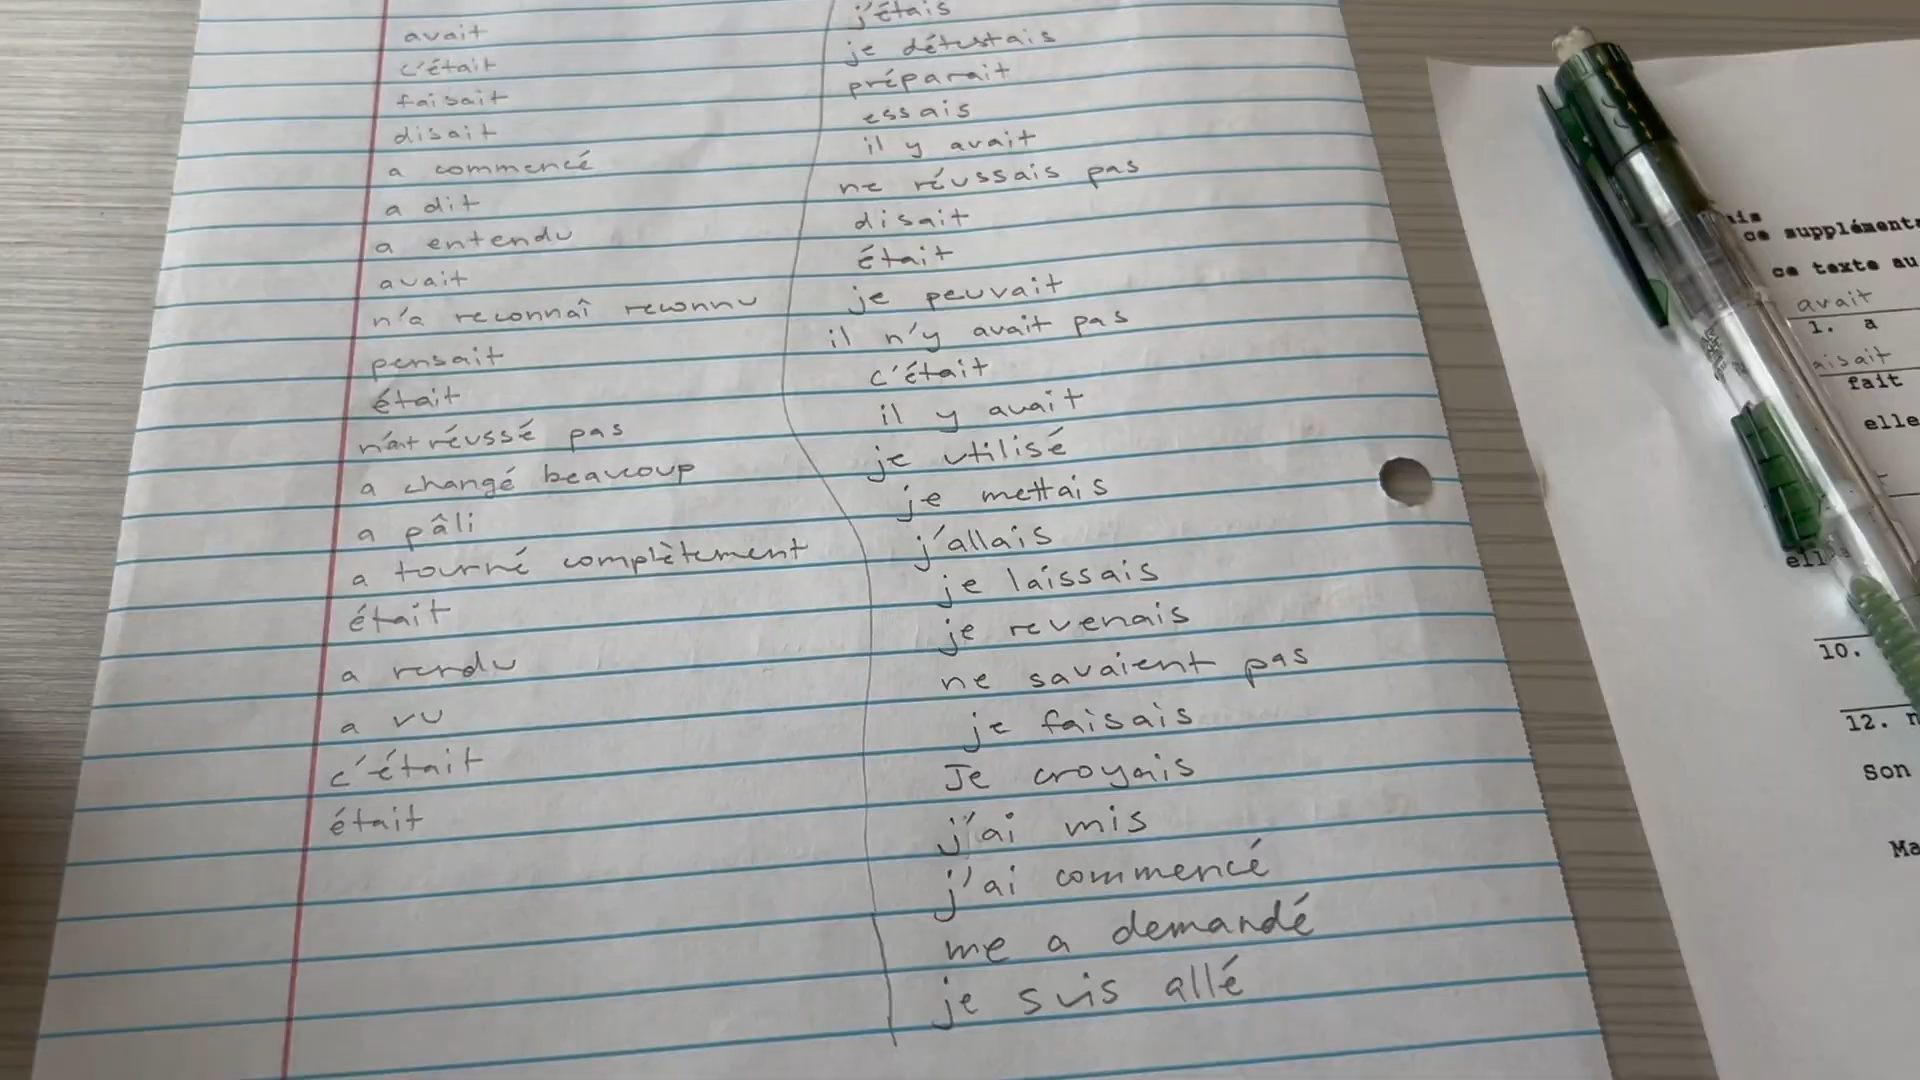 avait
c'était
faisait
disait
a commencé
a dit
a entendu
avait
n'a reconnaî reconnu
pensait
était
réussé pas
a changé beaucoup
a pâli
a tourné complètement
était
a rendu
a vu
c'était
était
j'étais
je détestais
préparait
essais
il y avait
ne réussais pas
disait
était
je peuvait
il n'y avait pas
c'était
il y avait
je utilisé
je mettais
j'allais
je laissais
je revenais
ne savaient pas
je faisais
Je croyais
j'ai mis
j'ai commencé
me a demandé
je suis allé
ce supplément
ce texte au
avait
1. a
aisait
fait
elle
10.
12.
Son
Ma